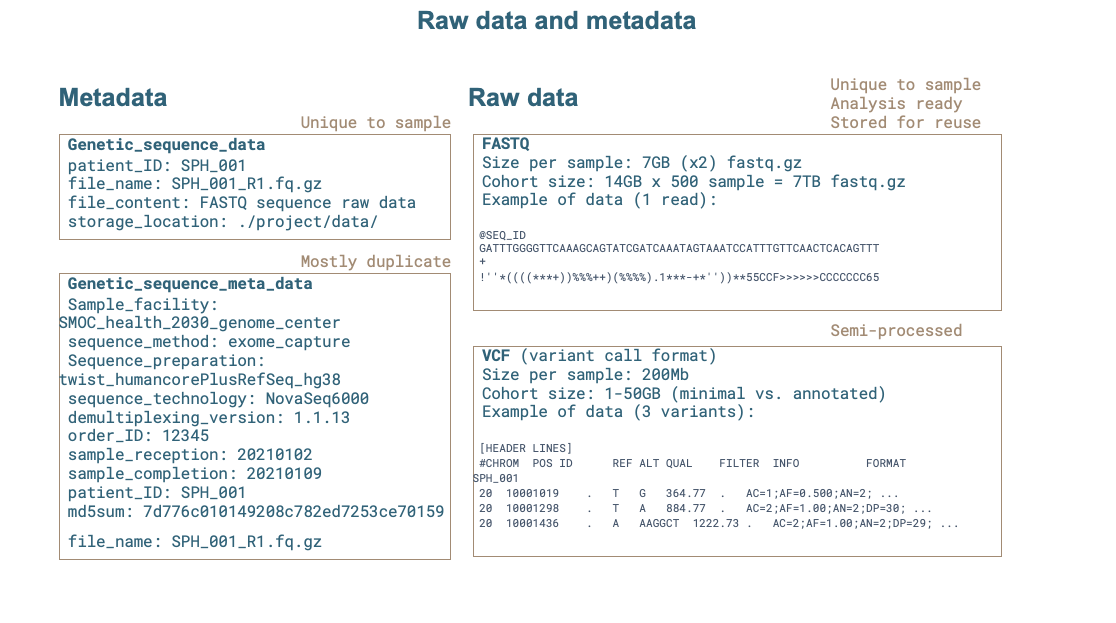 Raw data and metadata
Metadata
Unique to sample
Genetic_sequence_data
patient_ID: SPH_001
file_name: SPH_001_R1.fq.gz
file_content: FASTQ sequence raw data
storage_location: ./project/data/
Mostly duplicate
Genetic_sequence_meta_data
Sample_facility:
SMOC_health_2030_genome_center
sequence_method: exome_capture
Sequence_preparation:
twist_humancorePlusRefSeq_hg38
sequence_technology: NovaSeq6000
demultiplexing_version: 1.1.13
order_ID: 12345
sample_reception: 20210102
sample_completion: 20210109
patient_ID: SPH_001
md5sum: 7d776c010149208c782ed7253ce70159
file_name: SPH_001_R1.fq.gz
Raw data
Unique to sample
Analysis ready
Stored for reuse
FASTQ
Size per sample: 7GB (x2) fastq.gz
Cohort size: 14GB x 500 sample = 7TB fastq.gz
Example of data (1 read):
@SEQ_ID
GATTTGGGGTTCAAAGCAGTATCGATCAAATAGTAAATCCATTTGTTCAACTCACAGTTT
+
!''*((((***+))%%%++)(%%%%).1***-+*''))**55CCF>>>>>>CCCCCCC65
Semi-processed
VCF (variant call format)
Size per sample: 200Mb
Cohort size: 1-50GB (minimal vs. annotated)
Example of data (3 variants):
[HEADER LINES]
#CHROM POS ID REF ALT QUAL FILTER INFO FORMAT
SPH_001
20 10001019 . T G 364.77 . AC=1;AF=0.500;AN=2; ...
20 10001298 . T A 884.77 . AC=2;AF=1.00;AN=2;DP=30; ...
20 10001436 . A AAGGCT 1222.73 . AC=2;AF=1.00;AN=2;DP=29; ...